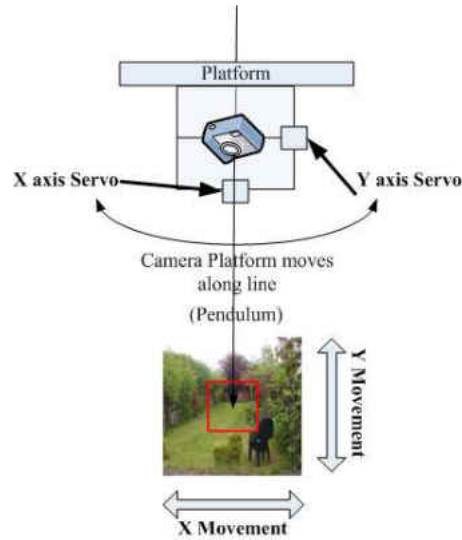 Platform
X axis Servo
Y axis Servo
Camera Platform moves
along line
(Pendulum)
Y Movement
X Movement